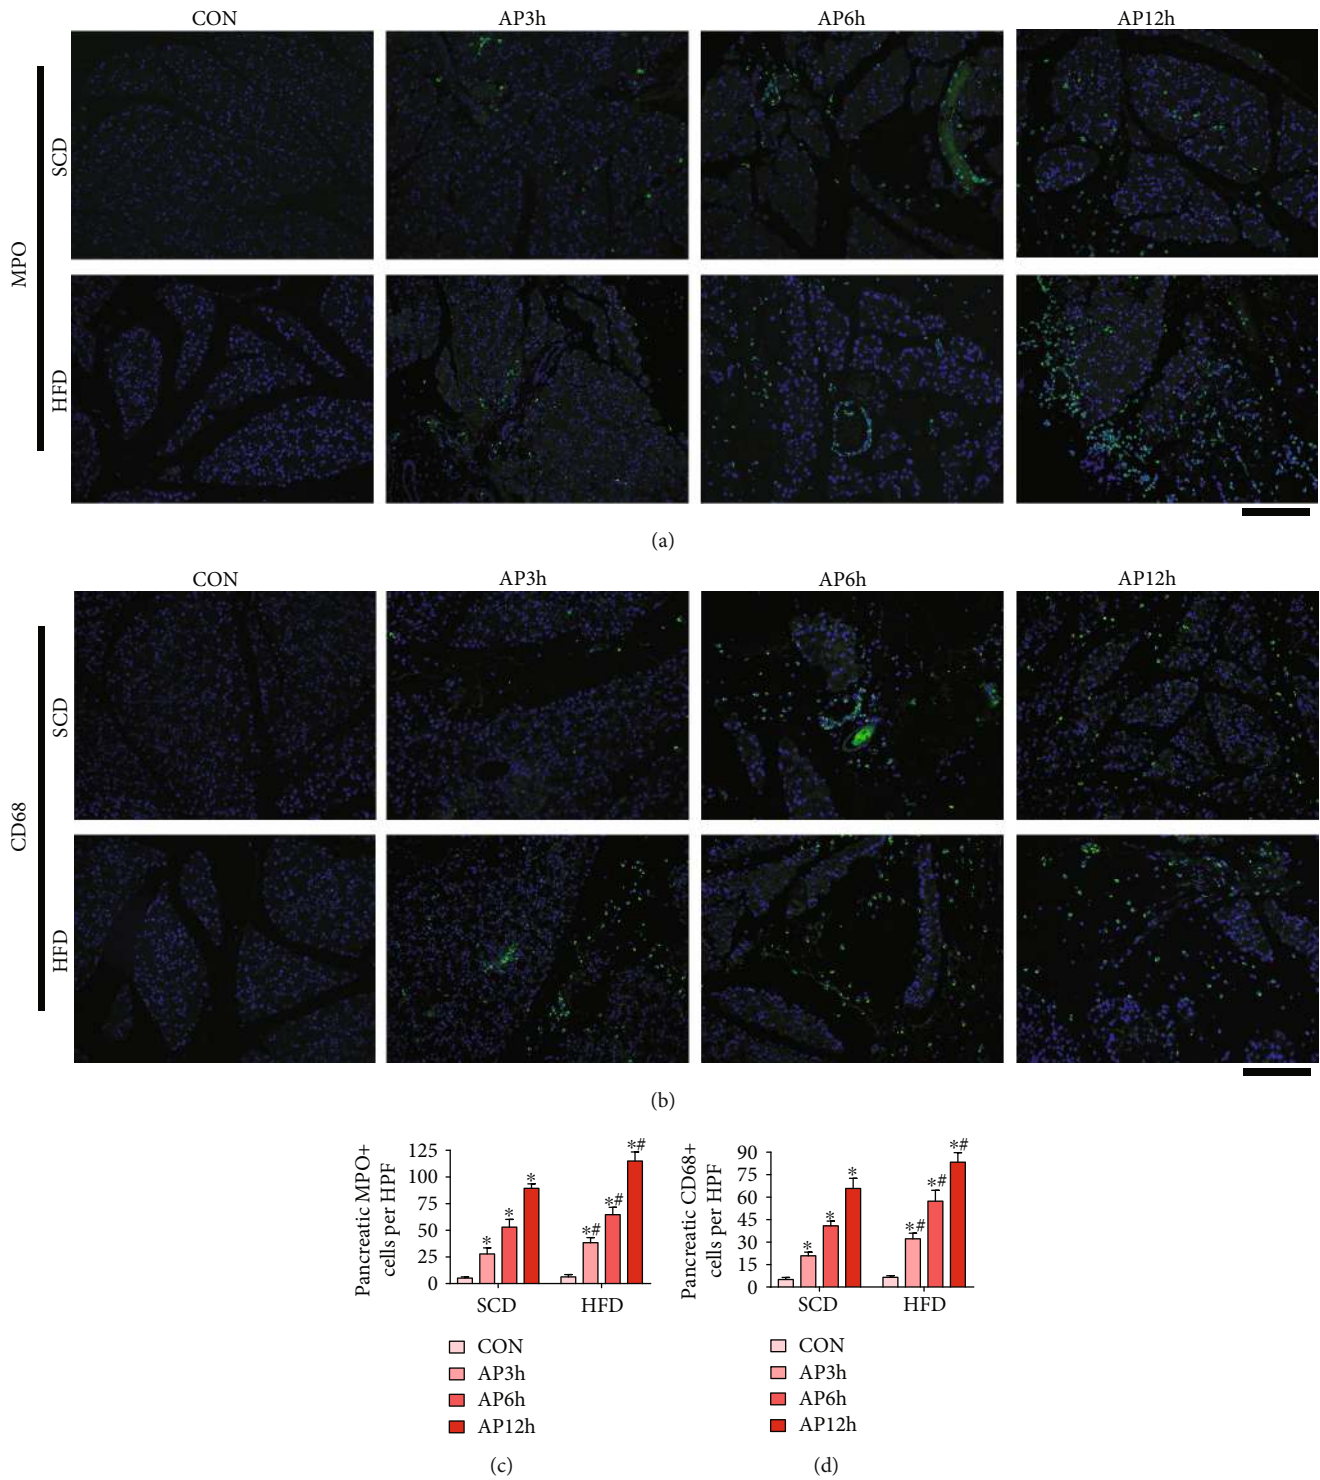 CON AP3h AP6h AP12h
MPO
SCD
HFD
(a)
CON AP3h AP6h AP12h
CD68
SCD
HFD
(b)
Pancreatic MPO+
cells per HPF
125
100
75
50
25
0
* * * *# *# *#
SCD HFD
CON
AP3h
AP6h
AP12h
(c)
Pancreatic CD68+
cells per HPF
90
75
60
45
30
15
0
* * * *# *# *#
SCD HFD
CON
AP3h
AP6h
AP12h
(d)